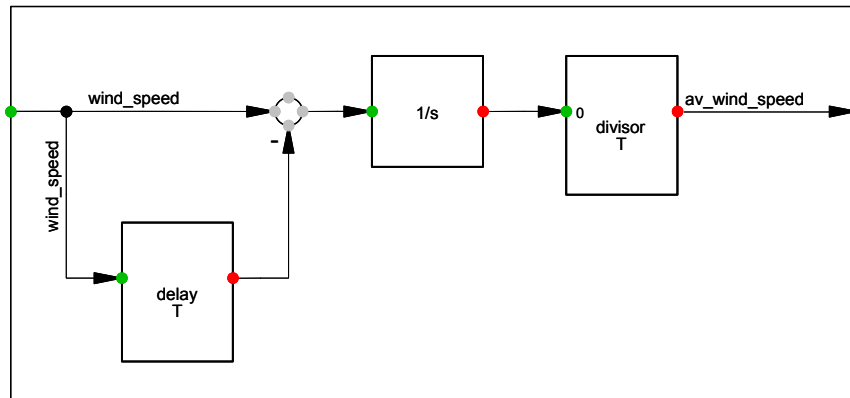 wind_speed
-
1/s
0
divisor
T
av_wind_speed
wind_speed
delay
T